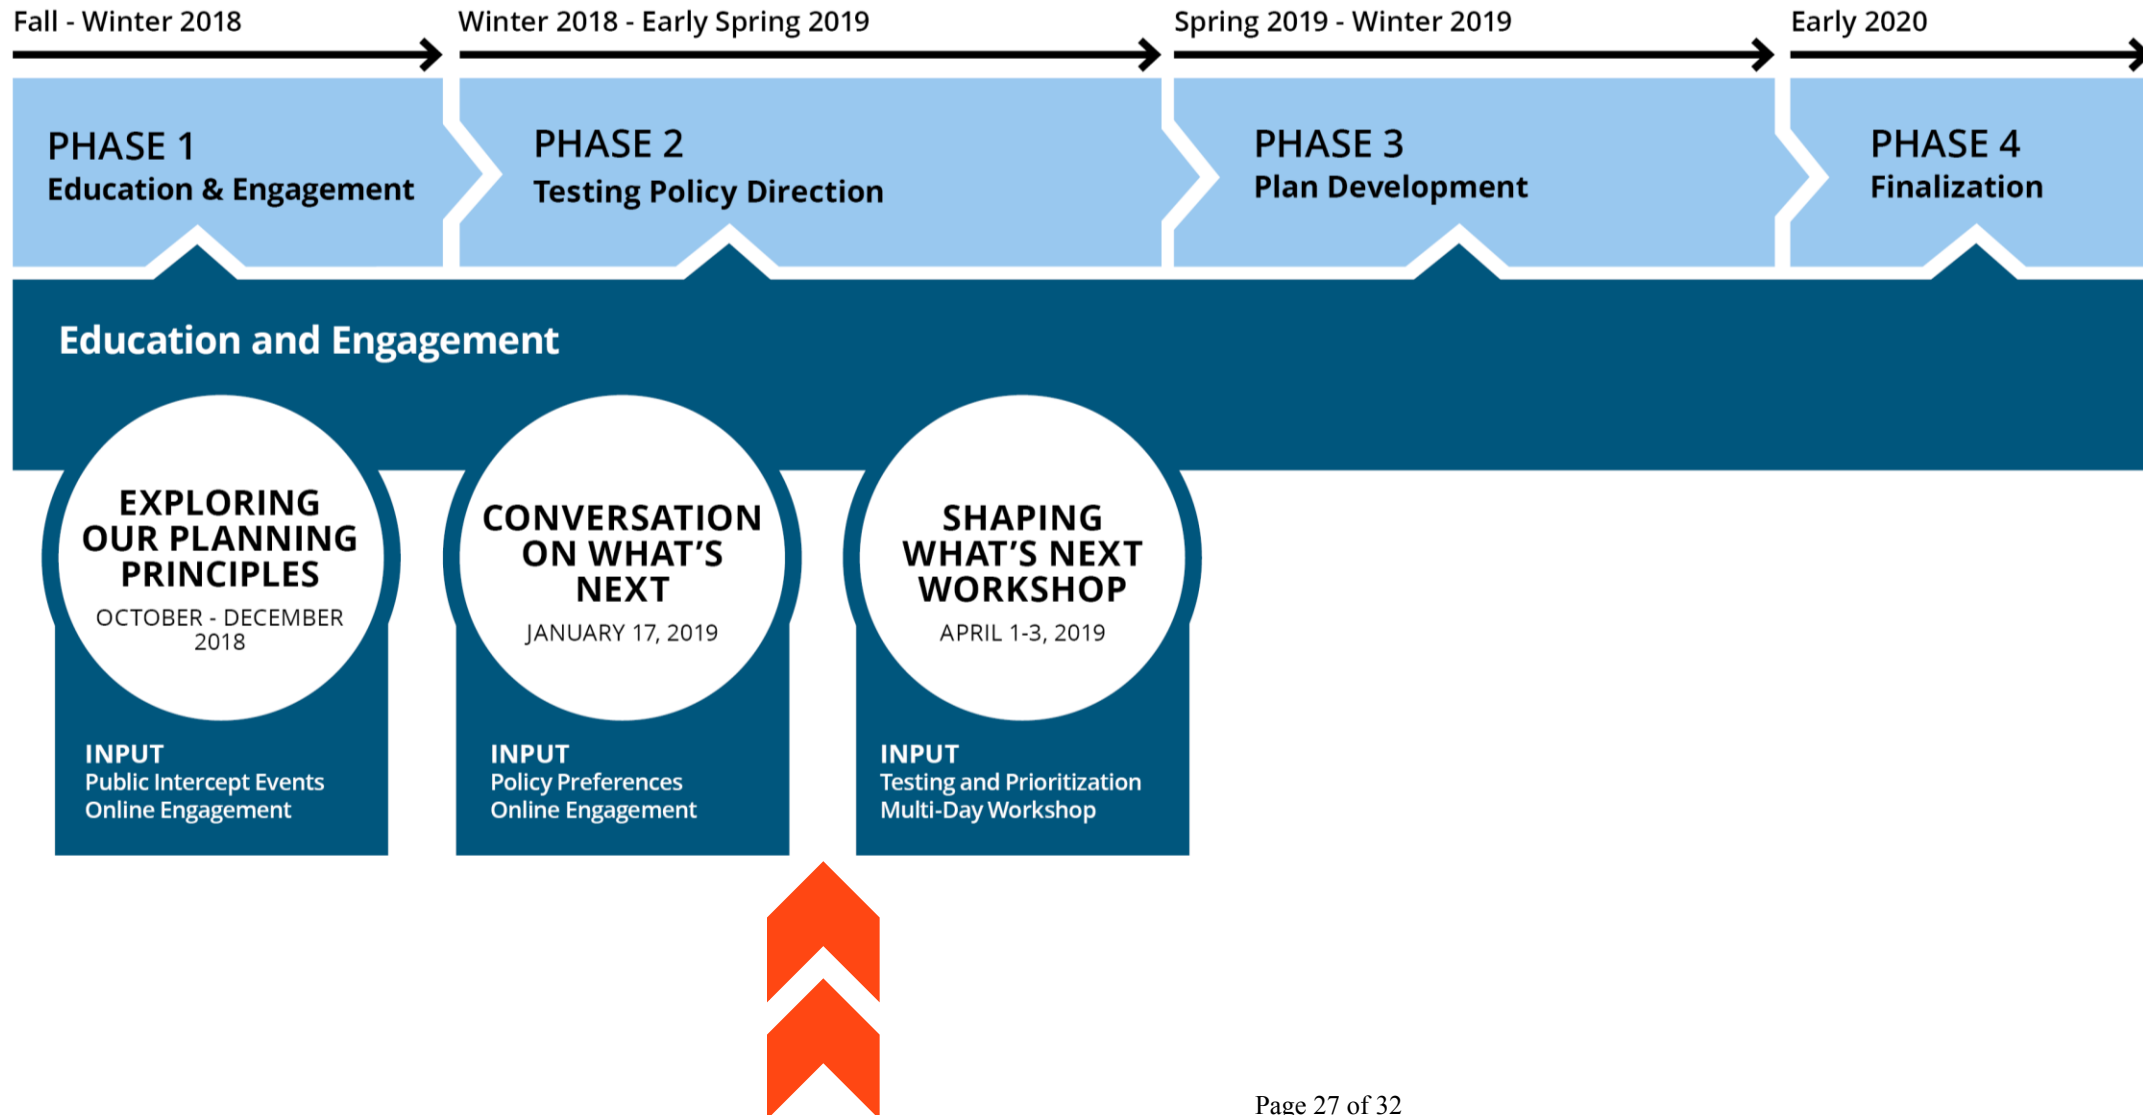 Fall - Winter 2018
Winter 2018 - Early Spring 2019
Spring 2019 - Winter 2019
Early 2020
PHASE 1
Education & Engagement
PHASE 2
Testing Policy Direction
PHASE 3
Plan Development
PHASE 4
Finalization
Education and Engagement
EXPLORING
OUR PLANNING
PRINCIPLES
OCTOBER - DECEMBER
2018
INPUT
Public Intercept Events
Online Engagement
CONVERSATION
ON WHAT'S
NEXT
JANUARY 17, 2019
INPUT
Policy Preferences
Online Engagement
SHAPING
WHAT'S NEXT
WORKSHOP
APRIL 1-3, 2019
INPUT
Testing and Prioritization
Multi-Day Workshop
Page 27 of 32